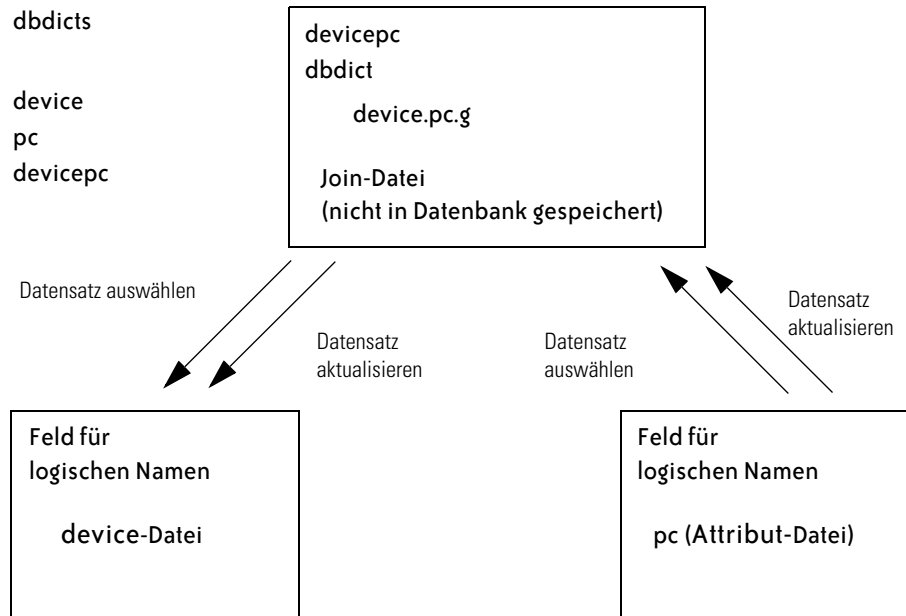 dbdicts
device
pc
devicepc
devicepc
dbdict
device.pc.g
Join-Datei
(nicht in Datenbank gespeichert)
Datensatz auswählen
Datensatz
aktualisieren
Datensatz
auswählen
Datensatz
aktualisieren
Feld für
logischen Namen
device-Datei
Feld für
logischen Namen
pc (Attribut-Datei)